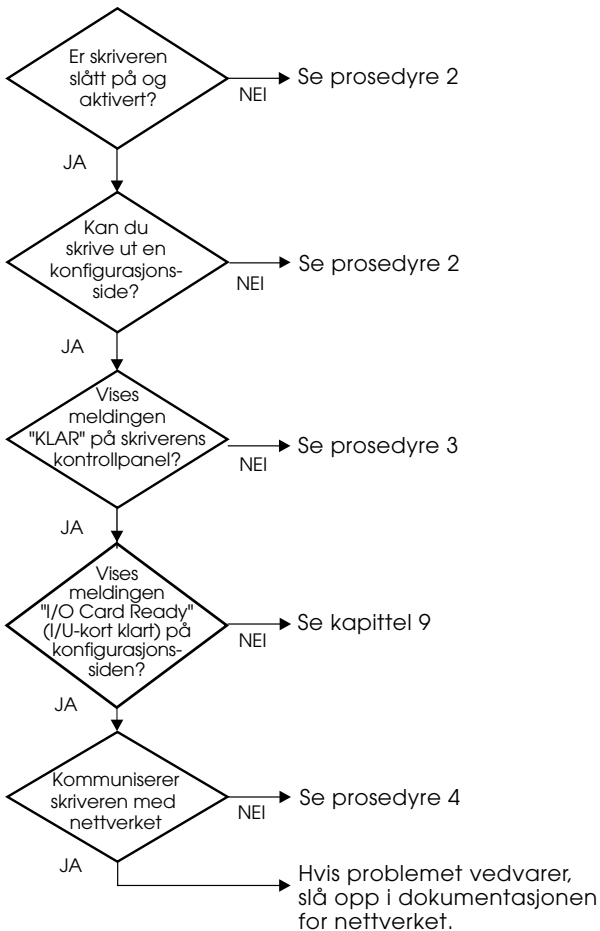 Er skriveren
slått på og
aktivert?
NEI
Se prosedyre 2
JA
Kan du
skrive ut en
konfigurasjons-
side?
NEI
Se prosedyre 2
JA
Vises
meldingen
"KLAR" på skriverens
kontrollpanel?
NEI
Se prosedyre 3
JA
Vises
meldingen
"I/O Card Ready"
(I/U-kort klart) på
konfigurasjons-
siden?
NEI
Se kapittel 9
JA
Kommuniserer
skriveren med
nettverket
NEI
Se prosedyre 4
JA
Hvis problemet vedvarer,
slå opp i dokumentasjonen
for nettverket.